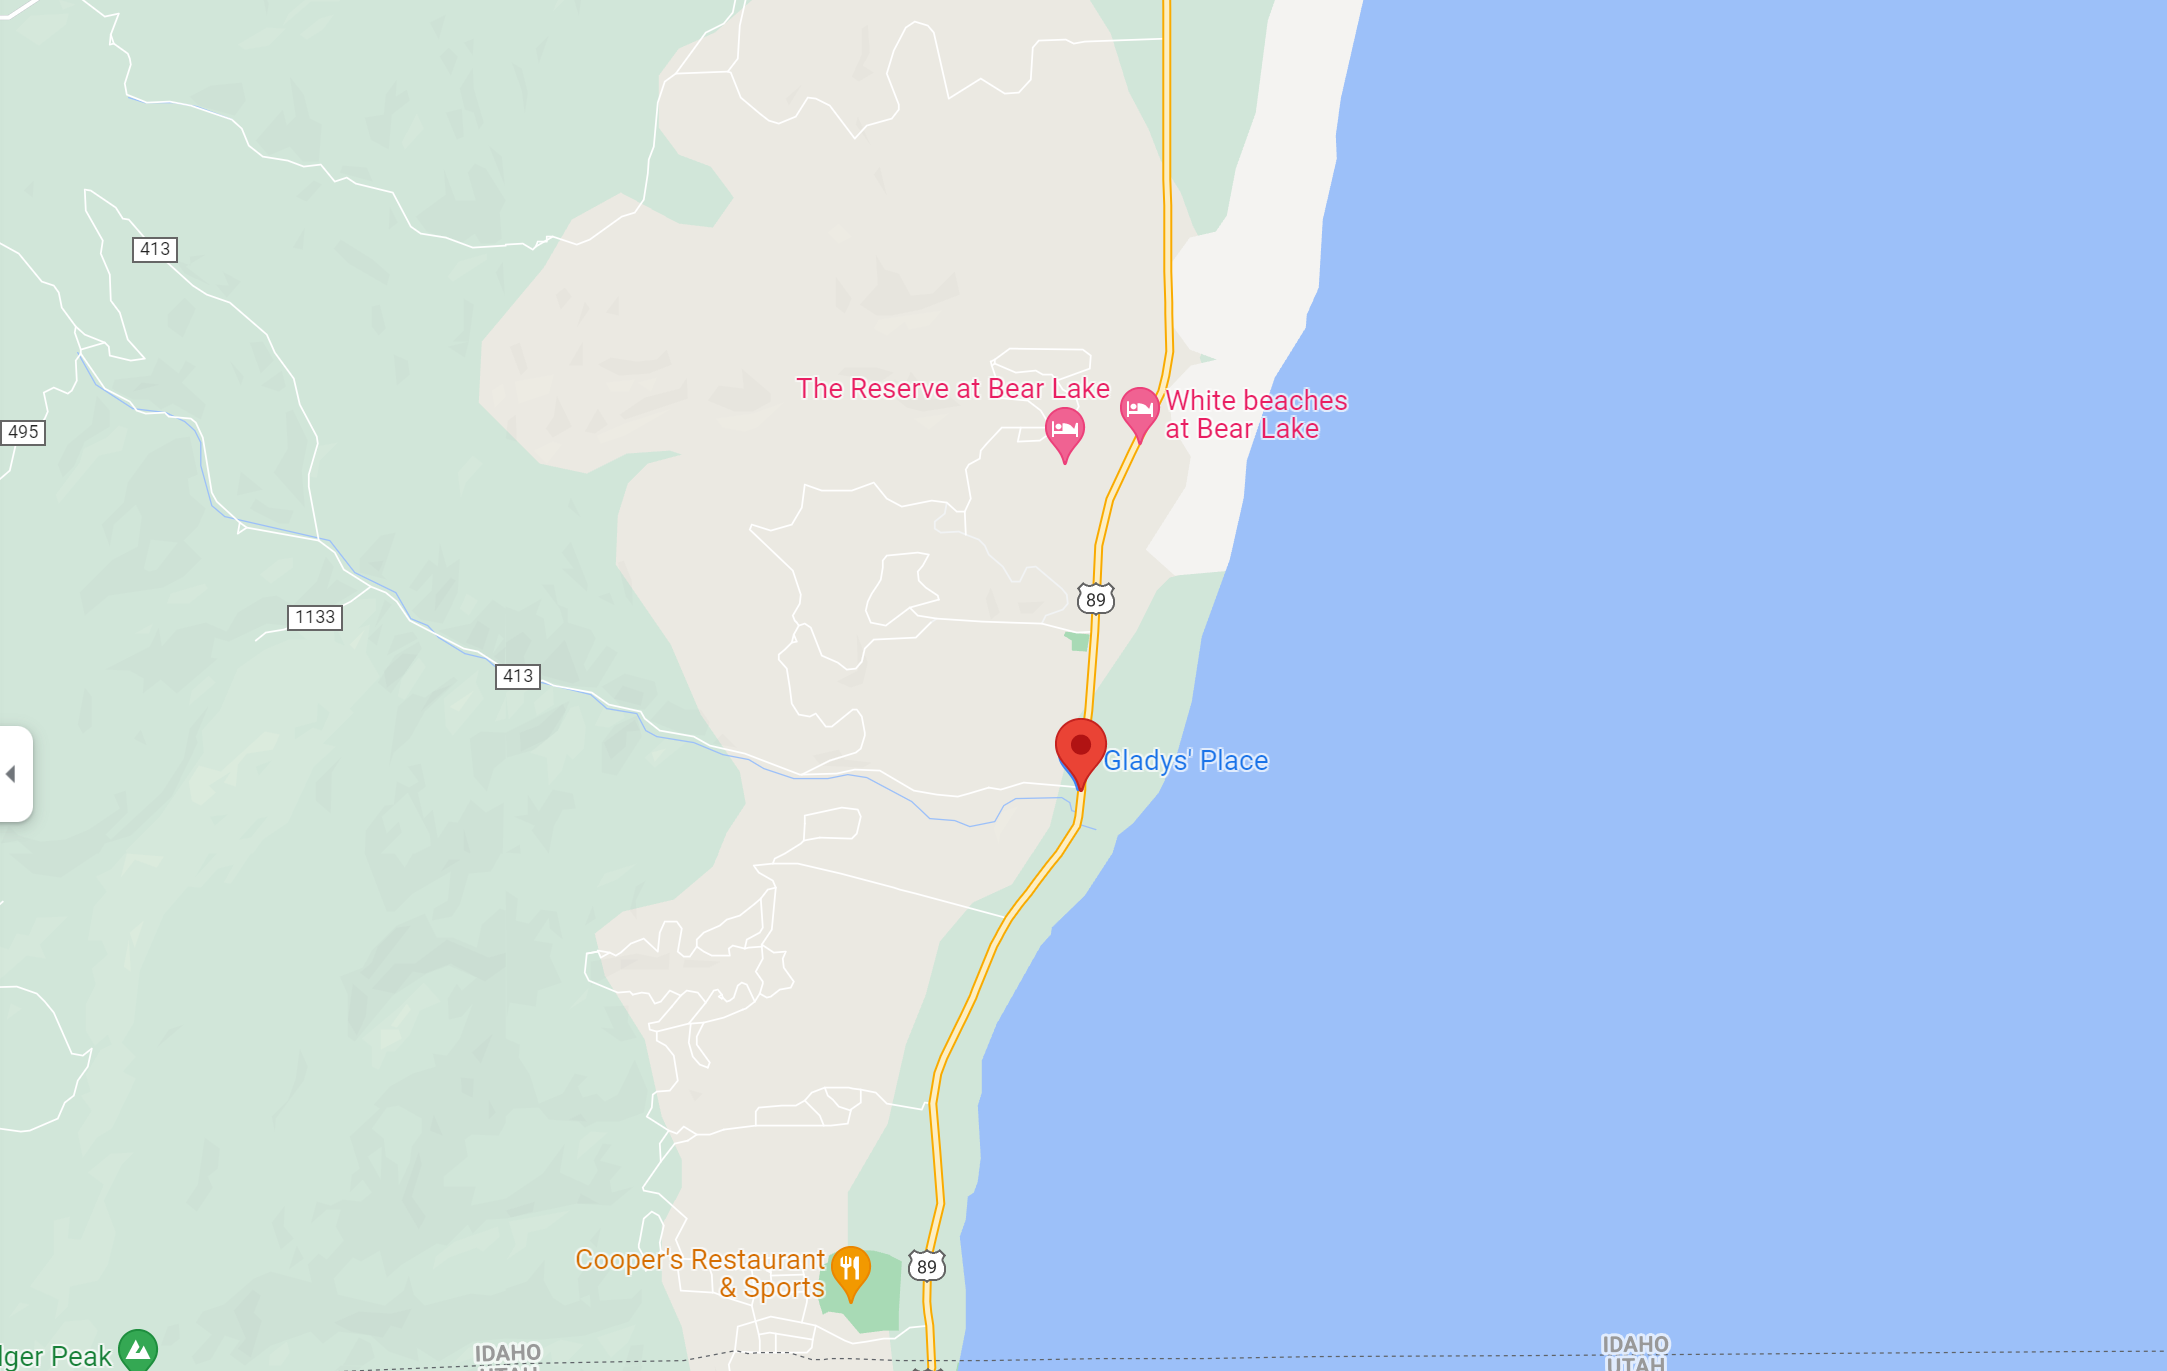 413
The Reserve at Bear Lake
White beaches
at Bear Lake
495
89
1133
413
Gladys' Place
Cooper's Restaurant
& Sports
89
lger Peak
IDAHO
UTAH
IDAHO
UTAH